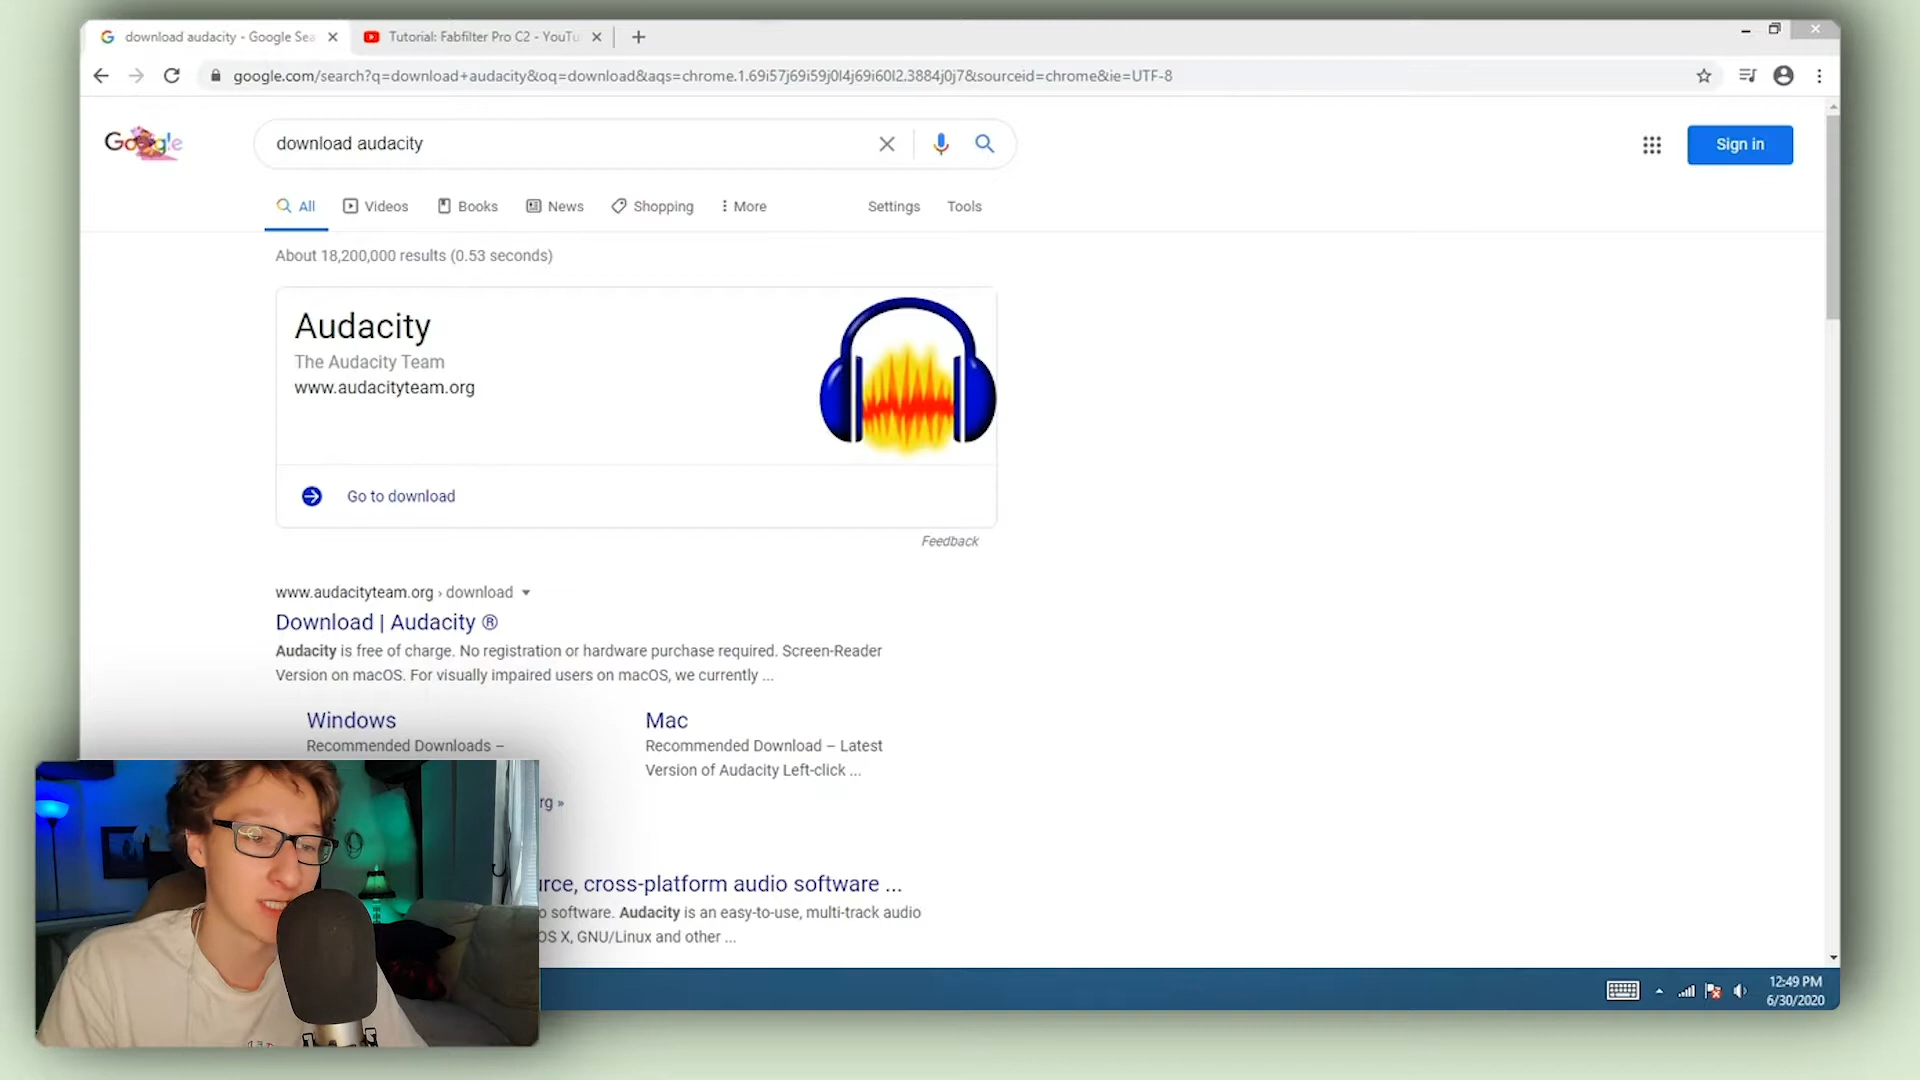 download audacity - Google Sea
Tutorial: Fabfilter Pro C2 - YouTu
google.com/search?q=download+audacity&oq=download&aqs=chrome.1.69i57j69i59j0l4j69i60l2.3884j0j7&sourceid=chrome&ie=UTF-8
Google
download audacity
Sign in
All
Videos
Books
News
Shopping
More
Settings
Tools
About 18,200,000 results (0.53 seconds)
Audacity
The Audacity Team
www.audacityteam.org
Go to download
Feedback
www.audacityteam.org › download
Download | Audacity ®
Audacity is free of charge. No registration or hardware purchase required. Screen-Reader
Version on macOS. For visually impaired users on macOS, we currently ...
Windows
Recommended Downloads –
Mac
Recommended Download – Latest
Version of Audacity Left-click ...
rg »
urce, cross-platform audio software ...
o software. Audacity is an easy-to-use, multi-track audio
OS X, GNU/Linux and other ...
12:49 PM
6/30/2020